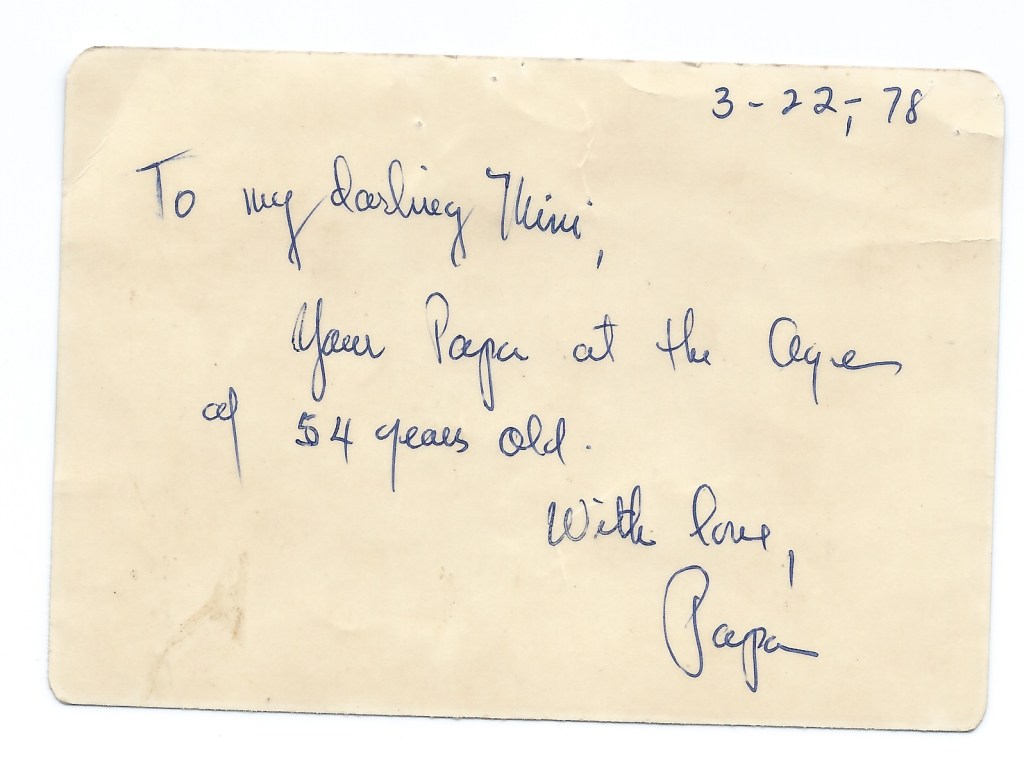 3-22,-78
To my darling Mimi,
Your Papa at the Age
of 54 years old.
With love,
Papa